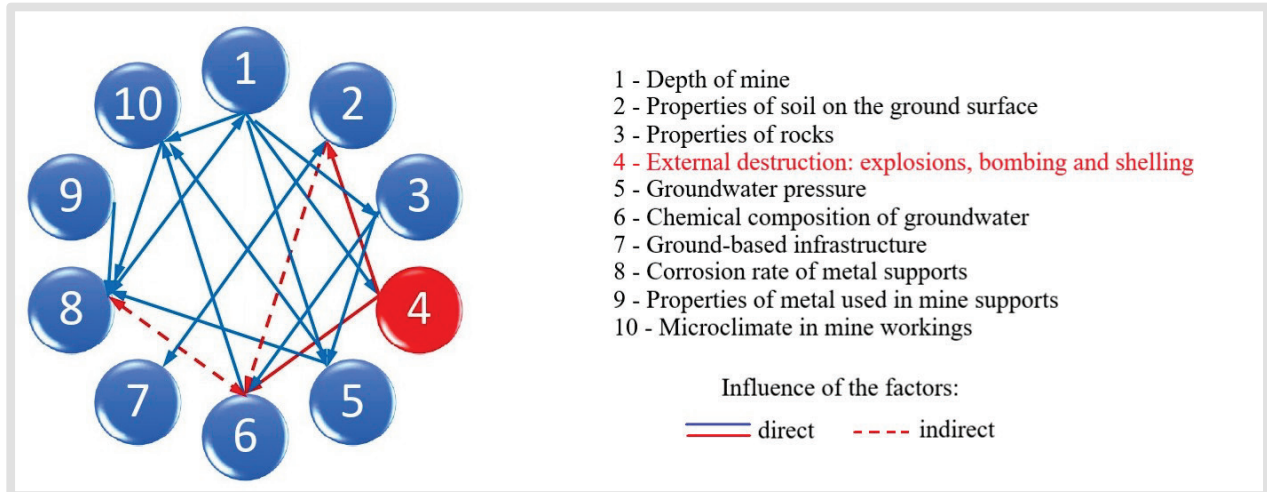 1
2
3
4
5
6
7
8
9
10
1 - Depth of mine
2 - Properties of soil on the ground surface
3 - Properties of rocks
4 - External destruction: explosions, bombing and shelling
5 - Groundwater pressure
6 - Chemical composition of groundwater
7 - Ground-based infrastructure
8 - Corrosion rate of metal supports
9 - Properties of metal used in mine supports
10 - Microclimate in mine workings
Influence of the factors:
direct indirect